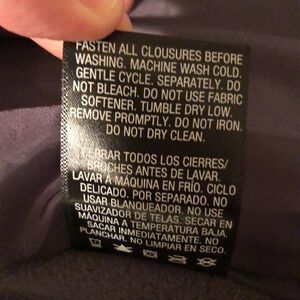 FASTEN ALL CLOUSURES BEFORE
WASHING. MACHINE WASH COLD.
GENTLE CYCLE. SEPARATELY. DO
NOT BLEACH. DO NOT USE FABRIC
SOFTENER. TUMBLE DRY LOW.
REMOVE PROMPTLY. DO NOT IRON.
DO NOT DRY CLEAN.
CERRAR TODOS LOS CIERRES/
BROCHES ANTES DE LAVAR.
LAVAR A MÁQUINA EN FRÍO. CICLO
DELICADO. POR SEPARADO. NO
USAR BLANQUEADOR. NO USE
SUAVIZADOR DE TELAS. SECAR EN
MÁQUINA A TEMPERATURA BAJA
SACAR INMEDIATAMENTE. NO
PLANCHAR. NO LIMPIAR EN SECO.